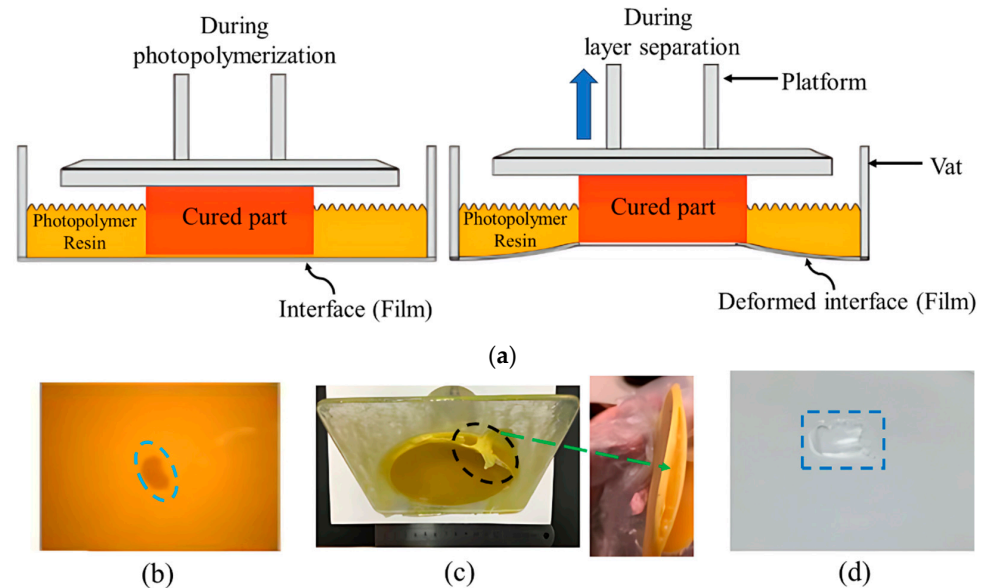 During
photopolymerization
During
layer separation
Platform
Vat
Photopolymer
Resin
Cured part
Photopolymer
Resin
Cured part
Interface (Film)
Deformed interface (Film)
(a)
(b)
(c)
(d)